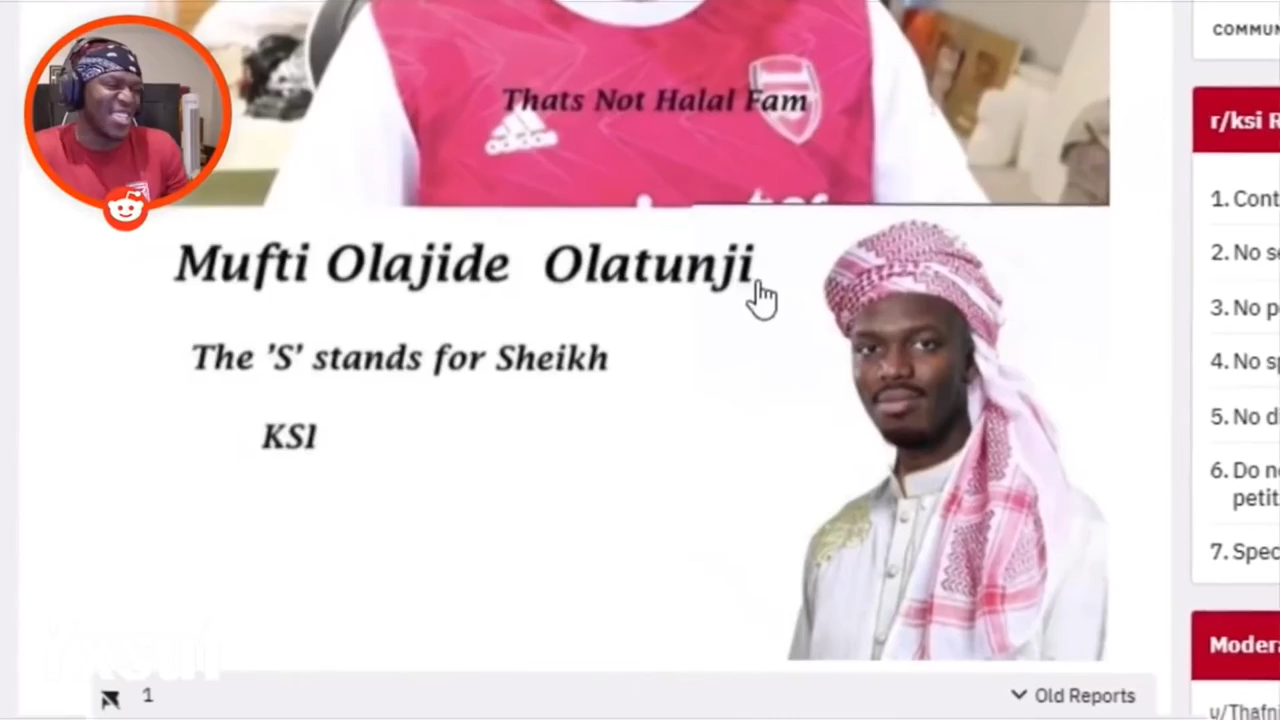 COMMUN
Thats Not Halal Fam
adidas
r/ksi R
1. Cont
2. No s
3. No p
4. No sp
5. No d
6. Do n
petit
7. Spec
Mufti Olajide Olatunji
The 'S' stands for Sheikh
KSI
Modera
1
Old Reports
u/Thafn